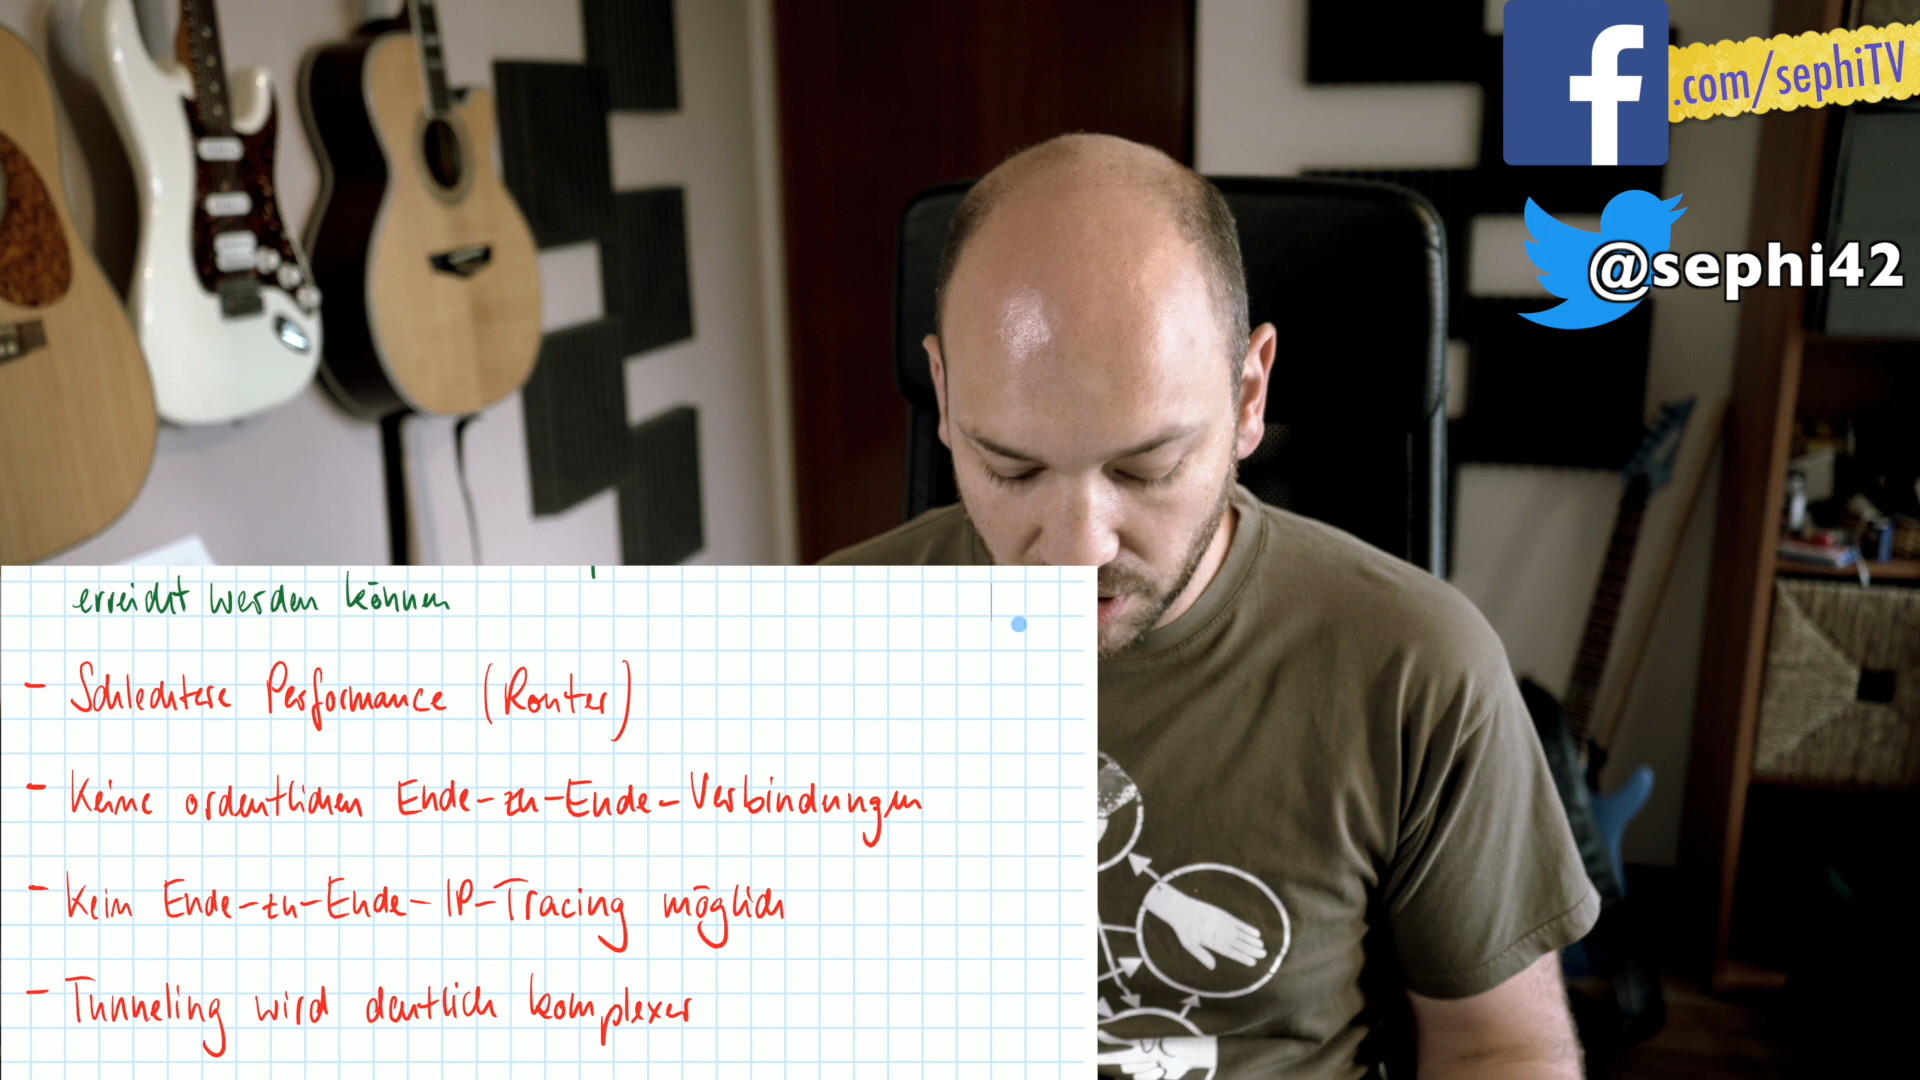 f
.com/sephiTV
@sephi42
erreicht werden können
- Schlechtere Performance (Router)
- Keine ordentlichen Ende-zu-Ende-Verbindungen
- Kein Ende-zu-Ende-IP-Tracing möglich
- Tunneling wird deutlich komplexer